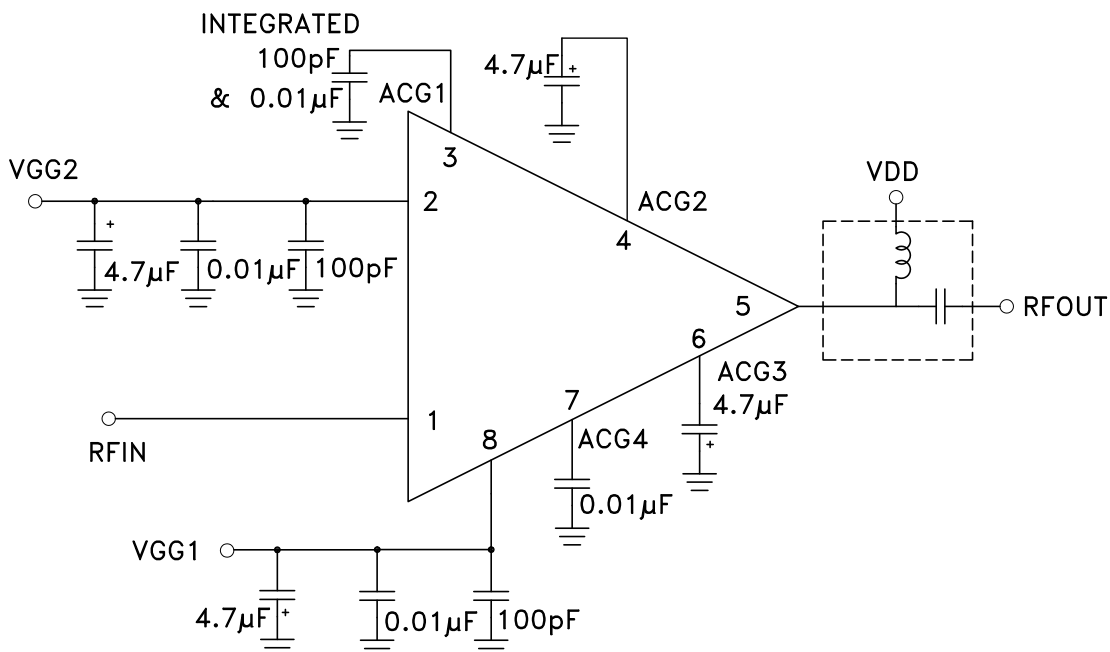 INTEGRATED
100pF
& 0.01µF
ACG1
3
4.7µF
+
ACG2
4
VGG2
2
+
4.7µF
0.01µF
100pF
VDD
5
RFOUT
6
ACG3
4.7µF
+
RFIN
1
7
ACG4
0.01µF
8
VGG1
4.7µF
+
0.01µF
100pF